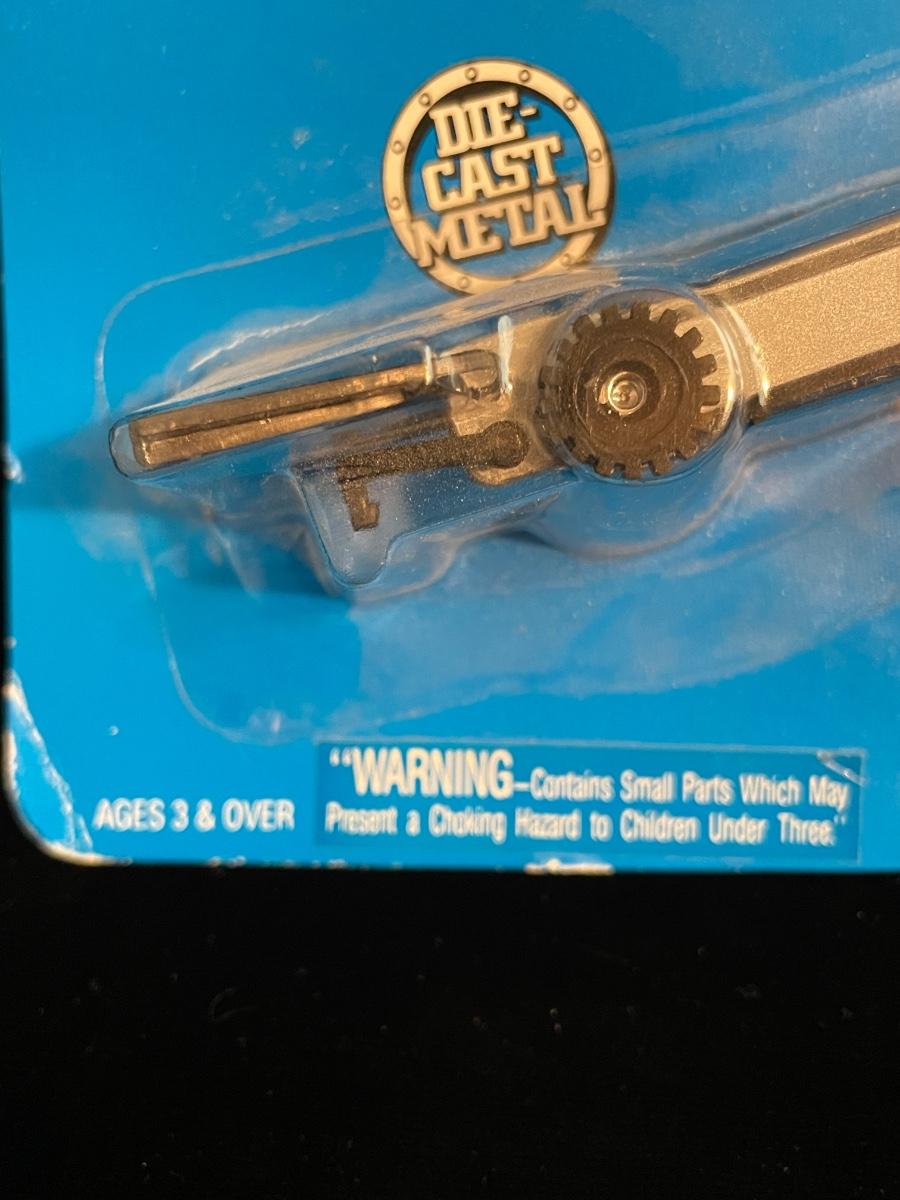 DIE-
CAST
METAL
AGES 3 & OVER
“WARNING–Contains Small Parts Which May
Present a Choking Hazard to Children Under Three.”